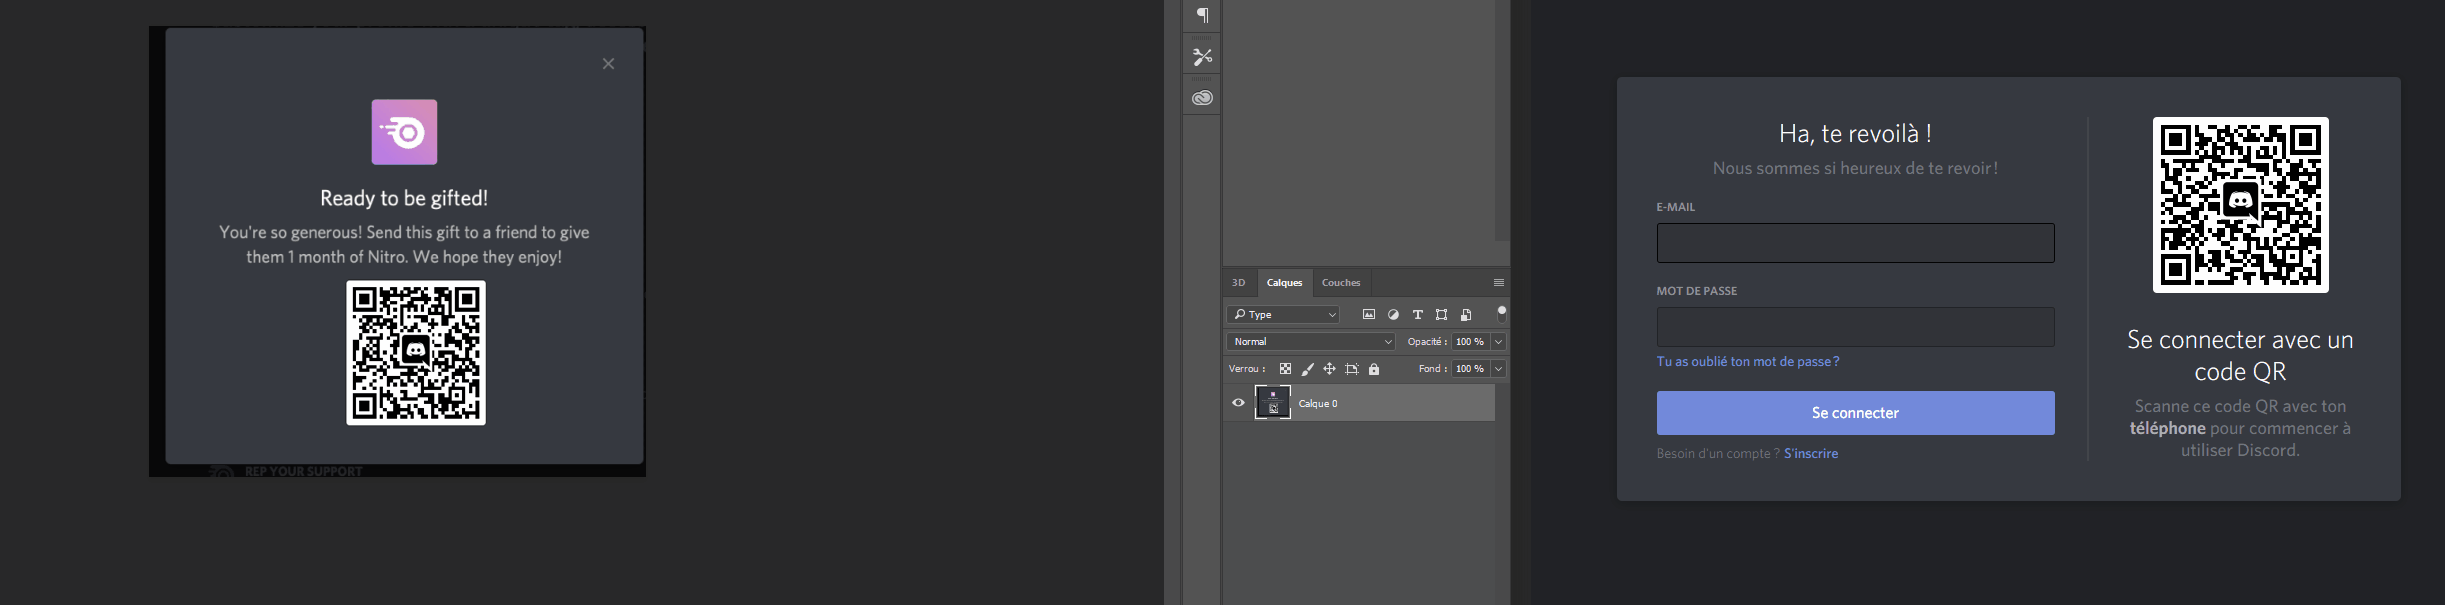 Ready to be gifted!
You're so generous! Send this gift to a friend to give
them 1 month of Nitro. We hope they enjoy!
REP YOUR SUPPORT
3D
Calques
Couches
Type
Normal
Opacité : 100 %
Verrou :
Fond : 100 %
Calque 0
Ha, te revoilà !
Nous sommes si heureux de te revoir !
E-MAIL
MOT DE PASSE
Tu as oublié ton mot de passe ?
Se connecter
Besoin d'un compte ? S'inscrire
Se connecter avec un
code QR
Scanne ce code QR avec ton
téléphone pour commencer à
utiliser Discord.